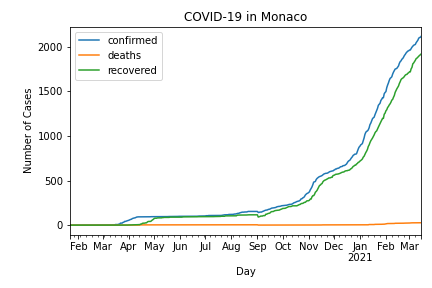 COVID-19 in Monaco
confirmed
deaths
recovered
Number of Cases
2000
1500
1000
500
0
Feb Mar Apr May Jun Jul Aug Sep Oct Nov Dec Jan Feb Mar
2021
Day